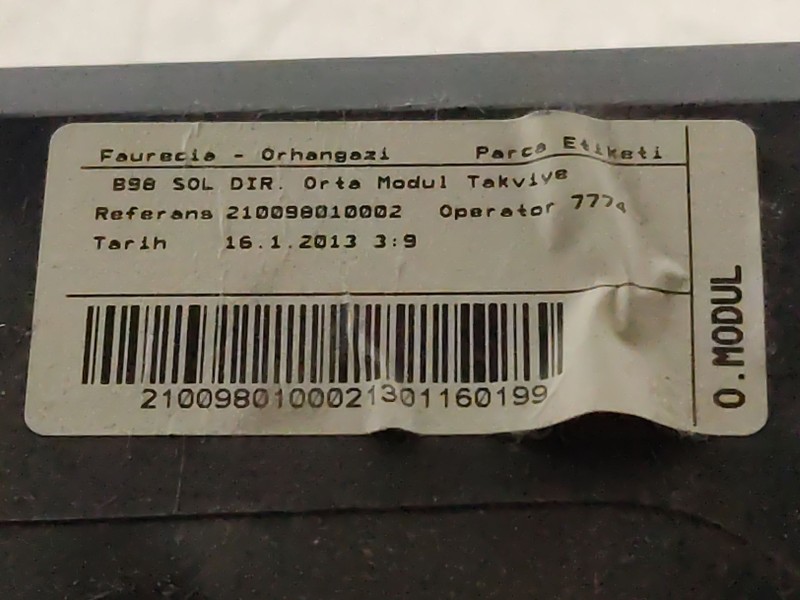 Faurecia - Orhangazi Parca Etiketi
B98 SOL DIR. Orta Modul Takviye
Referans 210098010002 Operator
Tarih 16.1.2013 3:9
2100980100021301160199
O.MODUL